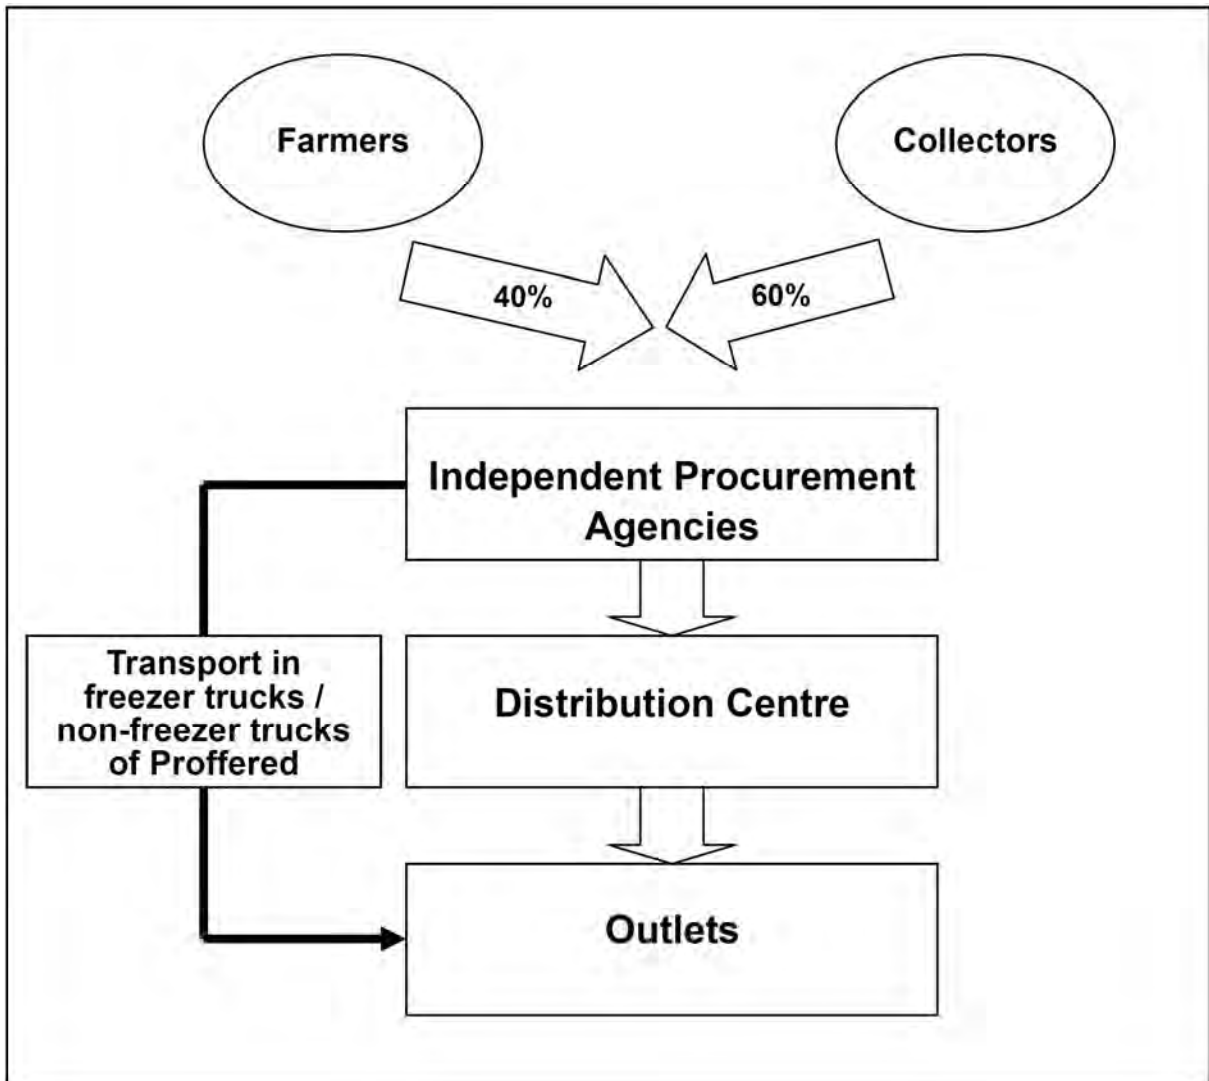 Farmers
Collectors
40%
60%
Independent Procurement
Agencies
Transport in
freezer trucks /
non-freezer trucks
of Proffered
Distribution Centre
Outlets